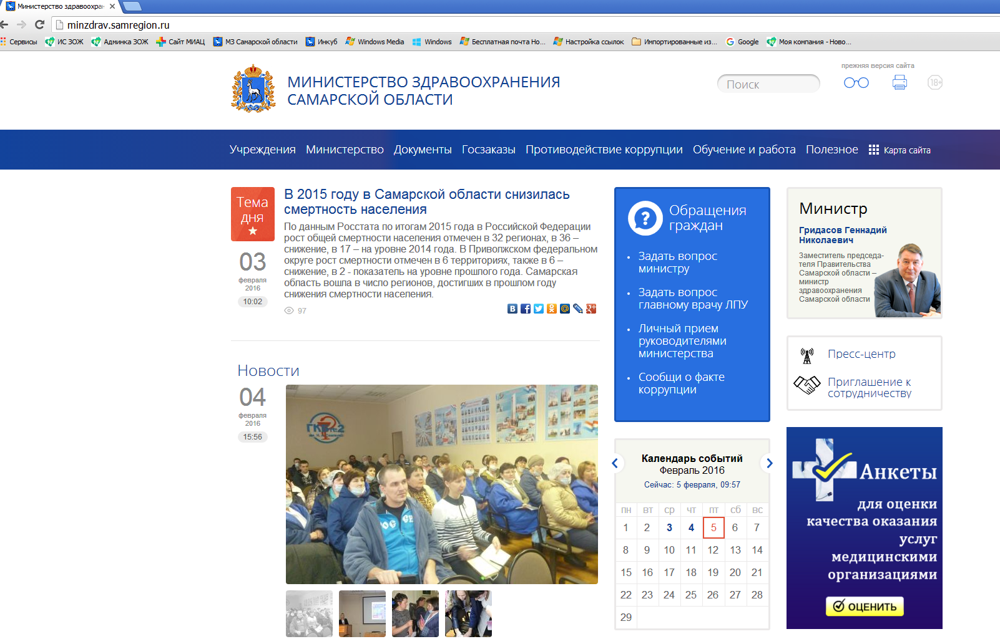 Министерство здравоохран
minzdrav.samregion.ru
Сервисы ИС ЗОЖ Админка ЗОЖ Сайт МИАЦ МЗ Самарской области Инкуб Windows Media Windows Бесплатная почта Ho... Настройка ссылок Импортированные из... Google Моя компания - Ново...
прежняя версия сайта
МИНИСТЕРСТВО ЗДРАВООХРАНЕНИЯ
САМАРСКОЙ ОБЛАСТИ
Поиск
18+
Учреждения Министерство Документы Госзаказы Противодействие коррупции Обучение и работа Полезное Карта сайта
Тема
дня
03
февраля
2016
10:02
В 2015 году в Самарской области снизилась
смертность населения
По данным Росстата по итогам 2015 года в Российской Федерации
рост общей смертности населения отмечен в 32 регионах, в 36 –
снижение, в 17 – на уровне 2014 года. В Приволжском федеральном
округе рост смертности отмечен в 6 территориях, также в 6 –
снижение, в 2 - показатель на уровне прошлого года. Самарская
область вошла в число регионов, достигших в прошлом году
снижения смертности населения.
97
Новости
04
февраля
2016
15:56
ГКБ №2
Обращения
граждан
Задать вопрос
министру
Задать вопрос
главному врачу ЛПУ
Личный прием
руководителями
министерства
Сообщи о факте
коррупции
Календарь событий
Февраль 2016
Сейчас: 5 февраля, 09:57
пн вт ср чт пт сб вс
1 2 3 4 5 6 7
8 9 10 11 12 13 14
15 16 17 18 19 20 21
22 23 24 25 26 27 28
29
Министр
Гридасов Геннадий
Николаевич
Заместитель председа-
теля Правительства
Самарской области –
министр
здравоохранения
Самарской области
Пресс-центр
Приглашение к
сотрудничеству
Анкеты
для оценки
качества оказания
услуг
медицинскими
организациями
ОЦЕНИТЬ